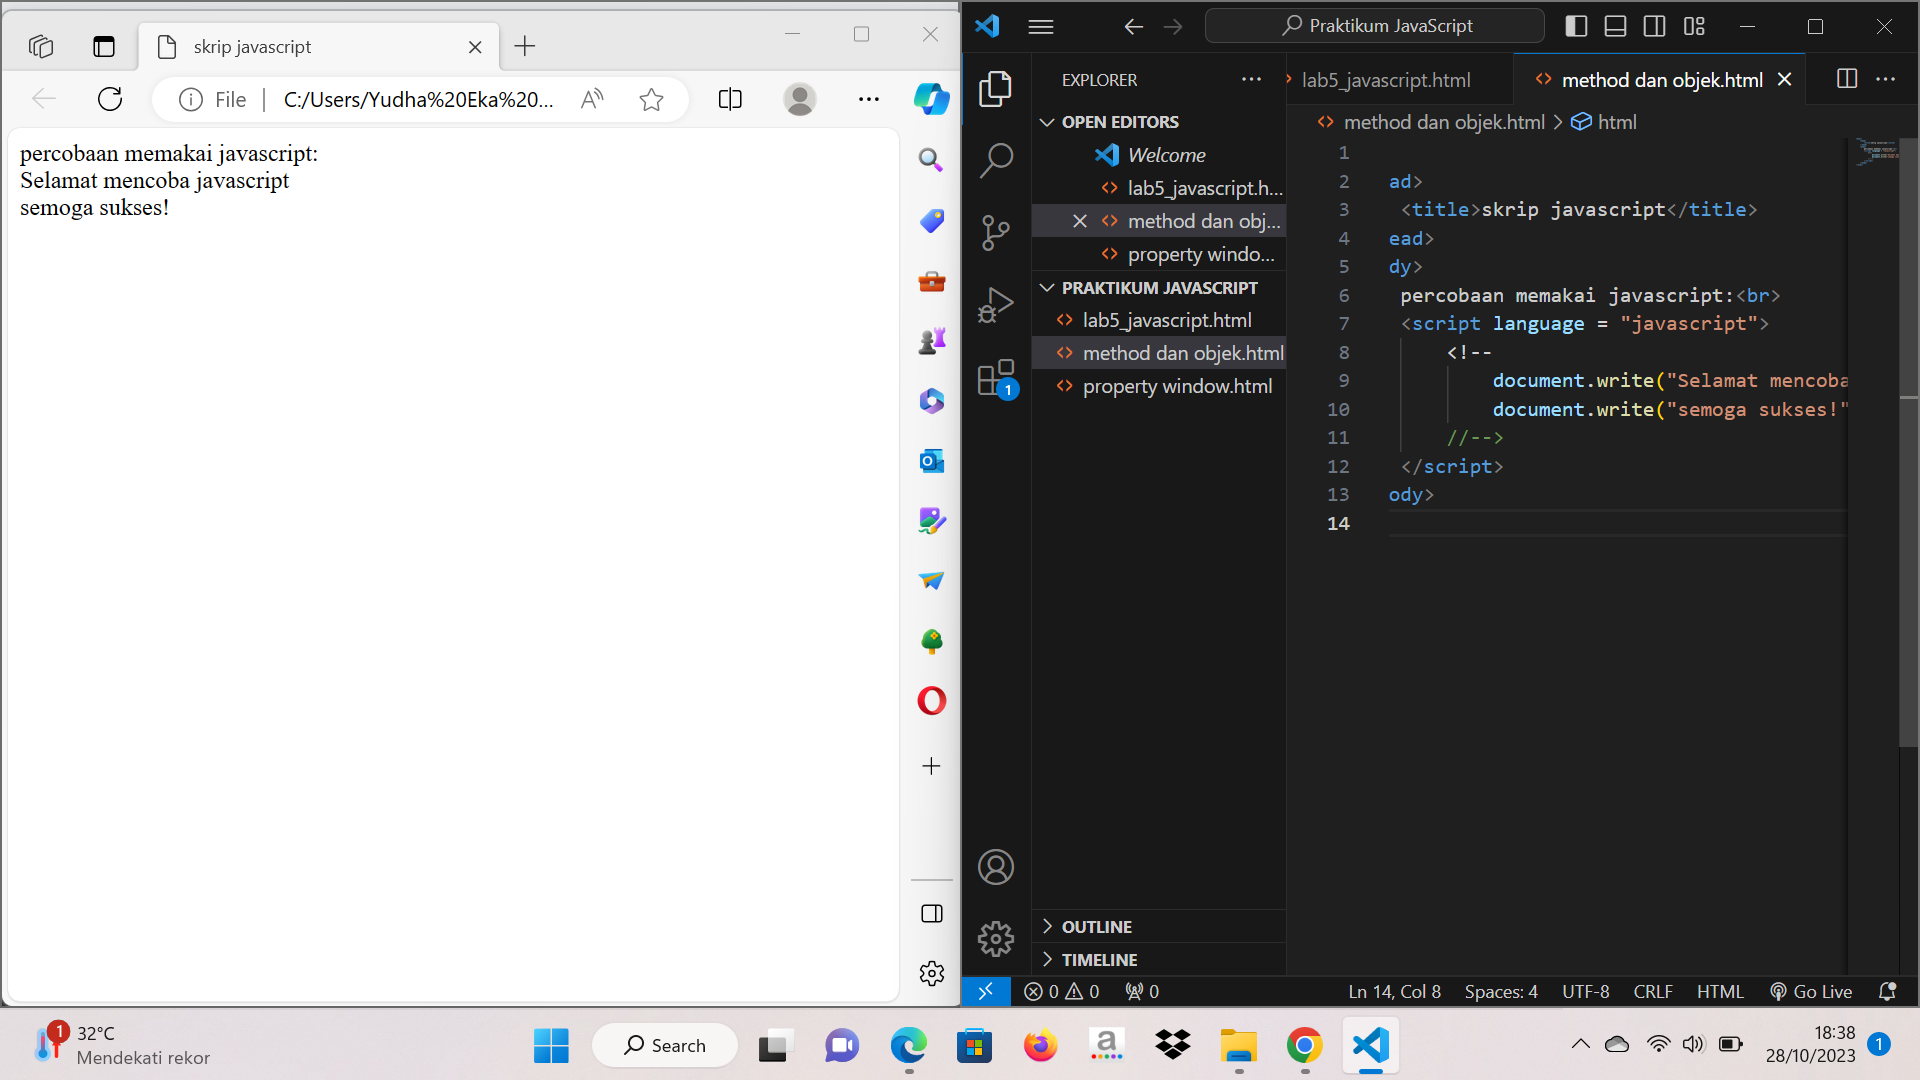 skrip javascript
File
C:/Users/Yudha%20Eka%20...
percobaan memakai javascript:
Selamat mencoba javascript
semoga sukses!
Praktikum JavaScript
EXPLORER
lab5_javascript.html
method dan objek.html
OPEN EDITORS
Welcome
lab5_javascript.h...
method dan obj...
property windo...
PRAKTIKUM JAVASCRIPT
lab5_javascript.html
method dan objek.html
property window.html
1
OUTLINE
TIMELINE
method dan objek.html > html
1
2 ad>
3 <title>skrip javascript</title>
4 ead>
5 dy>
6 percobaan memakai javascript:<br>
7 <script language = "javascript">
8 <!--
9 document.write("Selamat mencoba
10 document.write("semoga sukses!"
11 //-->
12 </script>
13 ody>
14
0 0 0
Ln 14, Col 8 Spaces: 4 UTF-8 CRLF HTML Go Live
1
32°C
Mendekati rekor
Search
18:38
28/10/2023
1